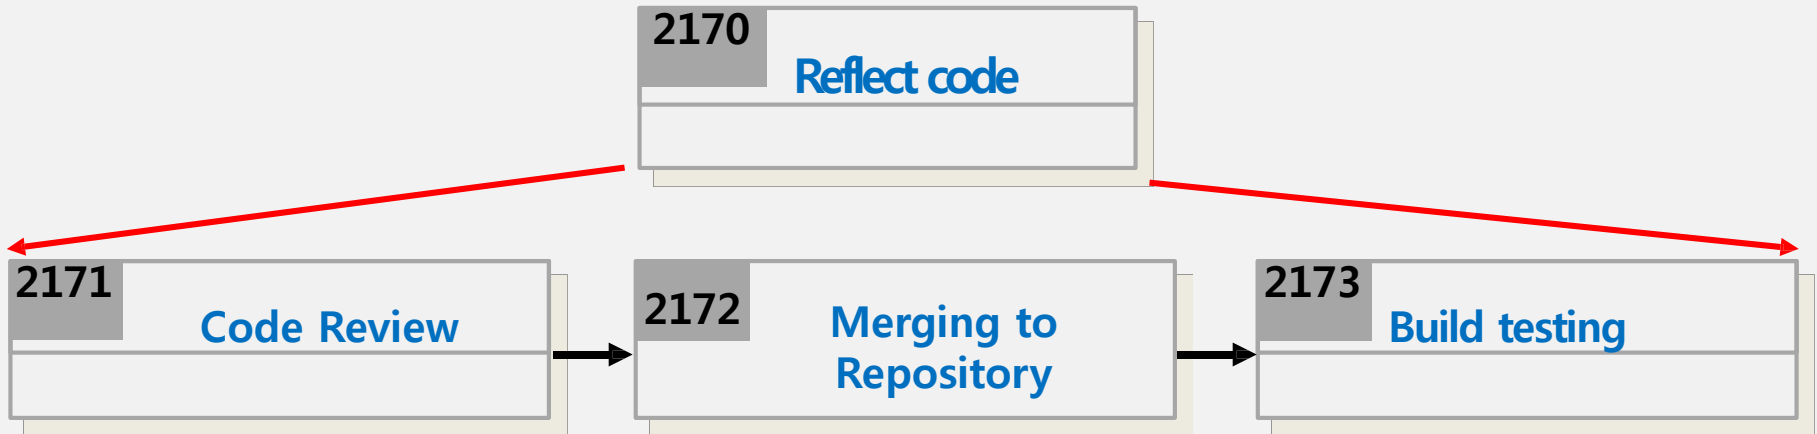 2170
Reflect code
2171
Code Review
2172
Merging to
Repository
2173
Build testing